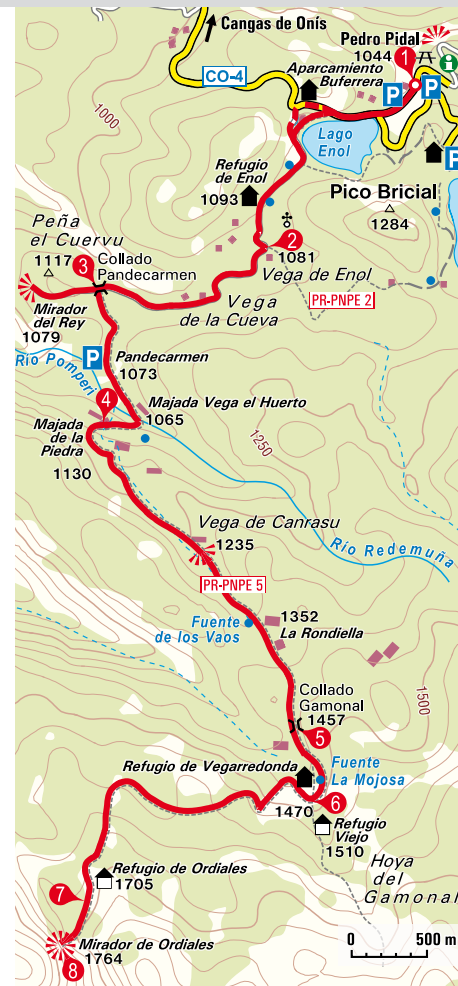 Cangas de Onís
Pedro Pidal
1044
1
i
CO-4
Aparcamiento
Buferrera
P
P
P
Lago
Enol
1000
Refugio
de Enol
1093
Pico Bricial
1284
Peña
el Cuervu
1117
2
1081
3
Collado
Pandecarmen
Vega de Enol
Vega
de la Cueva
PR-PNPE 2
Mirador
del Rey
1079
Río Pomperi
P
Pandecarmen
1073
4
Majada Vega el Huerto
1065
Majada
de la
Piedra
1130
1250
Vega de Canrasu
1235
Río Redemuña
PR-PNPE 5
Fuente
de los Vaos
1352
La Rondiella
Collado
Gamonal
1457
1500
5
Refugio de Vegarredonda
Fuente
La Mojosa
1470
6
Refugio
Viejo
1510
Hoya
del
Gamonal
Refugio de Ordiales
1705
7
Mirador de Ordiales
1764
8
0 500 m